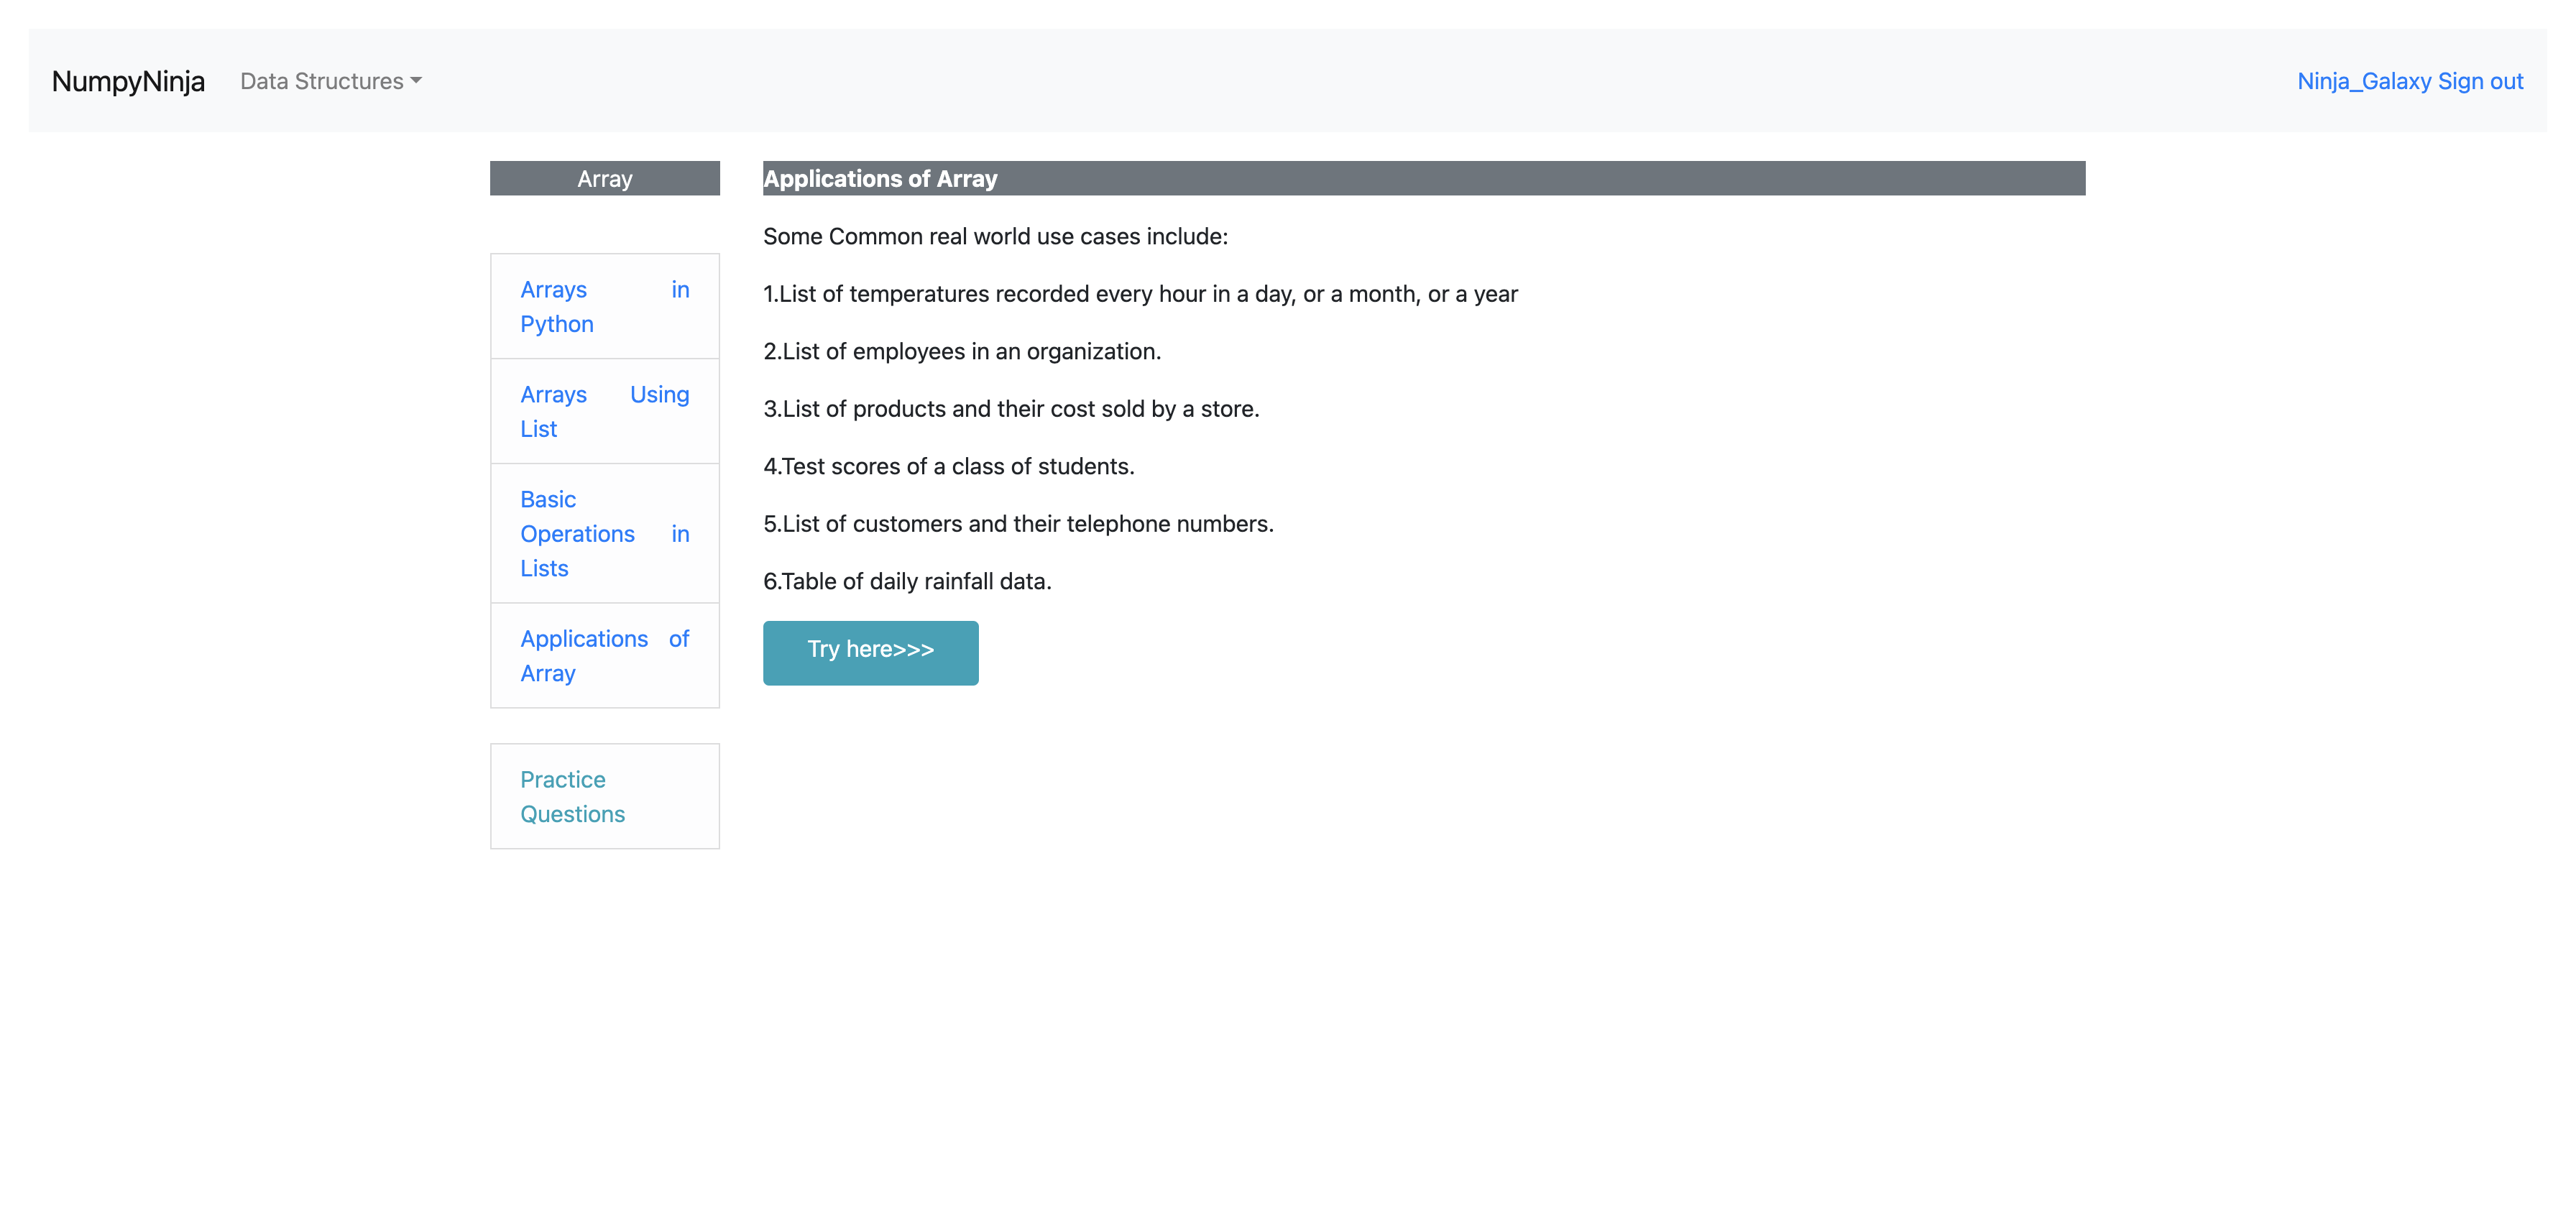 NumpyNinja Data Structures Ninja_Galaxy Sign out
Array
Arrays in
Python
Arrays Using
List
Basic
Operations in
Lists
Applications of
Array
Practice
Questions
Applications of Array
Some Common real world use cases include:
1.List of temperatures recorded every hour in a day, or a month, or a year
2.List of employees in an organization.
3.List of products and their cost sold by a store.
4.Test scores of a class of students.
5.List of customers and their telephone numbers.
6.Table of daily rainfall data.
Try here>>>